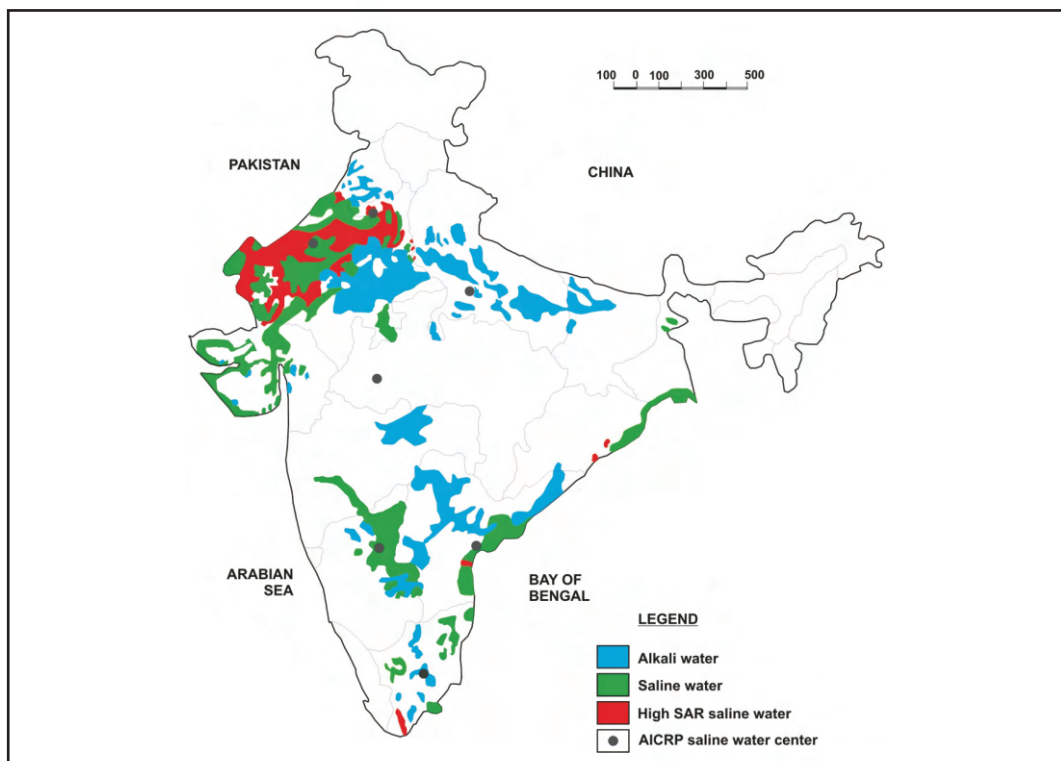 100 0 100 300 500
PAKISTAN
CHINA
ARABIAN
SEA
BAY OF
BENGAL
LEGEND
Alkali water
Saline water
High SAR saline water
AICRP saline water center